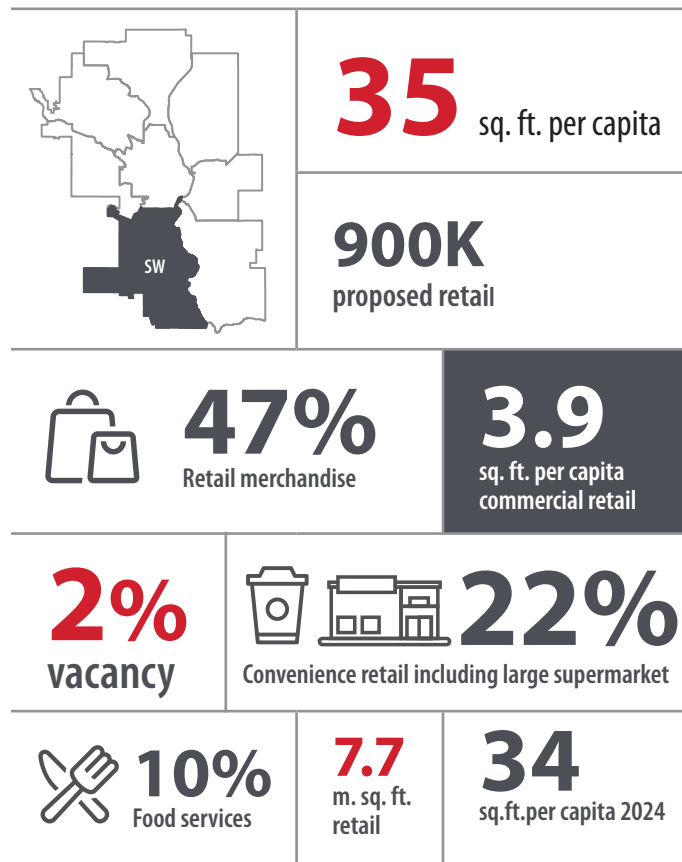 SW
35 sq. ft. per capita
900K
proposed retail
47%
Retail merchandise
3.9
sq. ft. per capita
commercial retail
2%
vacancy
22%
Convenience retail including large supermarket
10%
Food services
7.7
m. sq. ft.
retail
34
sq.ft.per capita 2024